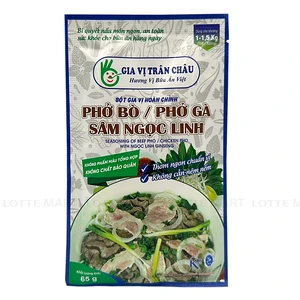 Bí quyết nấu món ngon, an toàn
sức khỏe cho bữa ăn hàng ngày
1-1,5 Kg
GIA VỊ TRÂN CHÂU
Hương Vị Bữa Ăn Việt
BỘT GIA VỊ HOÀN CHỈNH
PHỞ BÒ / PHỞ GÀ
SÂM NGỌC LINH
SEASONING OF BEEF PHO / CHICKEN PHO
WITH NGOC LINH GINSENG
KHÔNG PHẨM MÀU TỔNG HỢP
KHÔNG CHẤT BẢO QUẢN
Thơm ngon chuẩn vị
Không cần nêm nếm
LOTTE MART
65 g